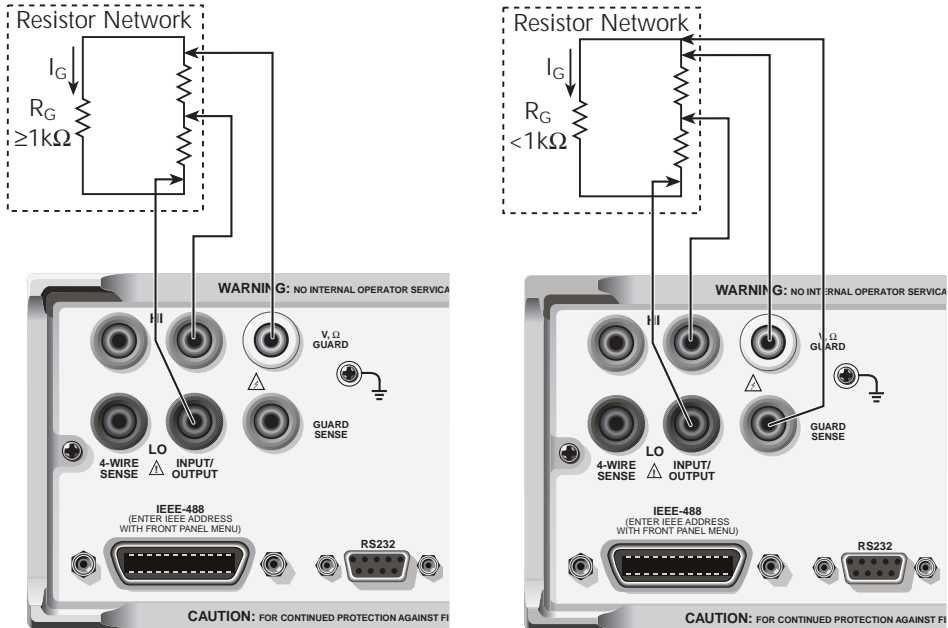 Resistor Network
I_G
R_G
≥1kΩ
WARNING: NO INTERNAL OPERATOR SERVICA
HI
V, Ω
GUARD
GUARD
SENSE
LO
4-WIRE
SENSE
INPUT/
OUTPUT
IEEE-488
(ENTER IEEE ADDRESS
WITH FRONT PANEL MENU)
RS232
CAUTION: FOR CONTINUED PROTECTION AGAINST FI
Resistor Network
I_G
R_G
<1kΩ
WARNING: NO INTERNAL OPERATOR SERVICA
HI
V, Ω
GUARD
GUARD
SENSE
LO
4-WIRE
SENSE
INPUT/
OUTPUT
IEEE-488
(ENTER IEEE ADDRESS
WITH FRONT PANEL MENU)
RS232
CAUTION: FOR CONTINUED PROTECTION AGAINST FI